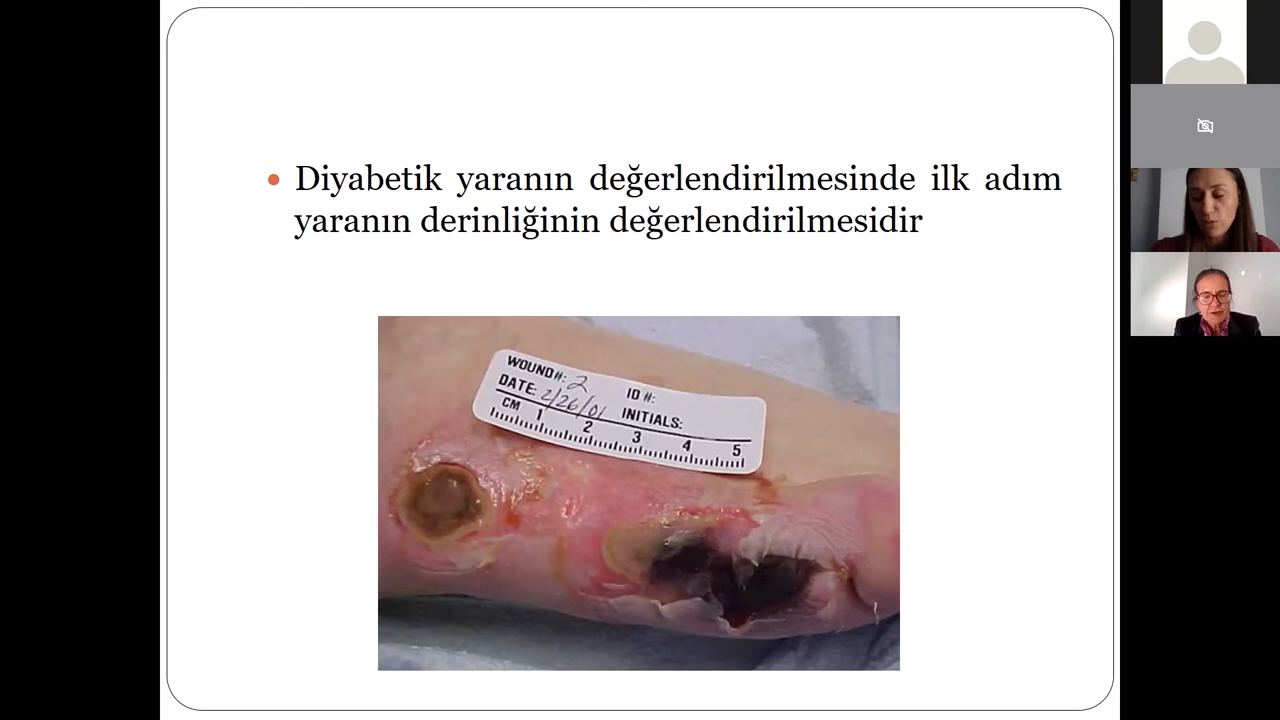 Diyabetik yaranın değerlendirilmesinde ilk adım
yaranın derinliğinin değerlendirilmesidir
WOUND#: 2 ID #:
DATE: 2/26/01 INITIALS:
CM 1 2 3 4 5